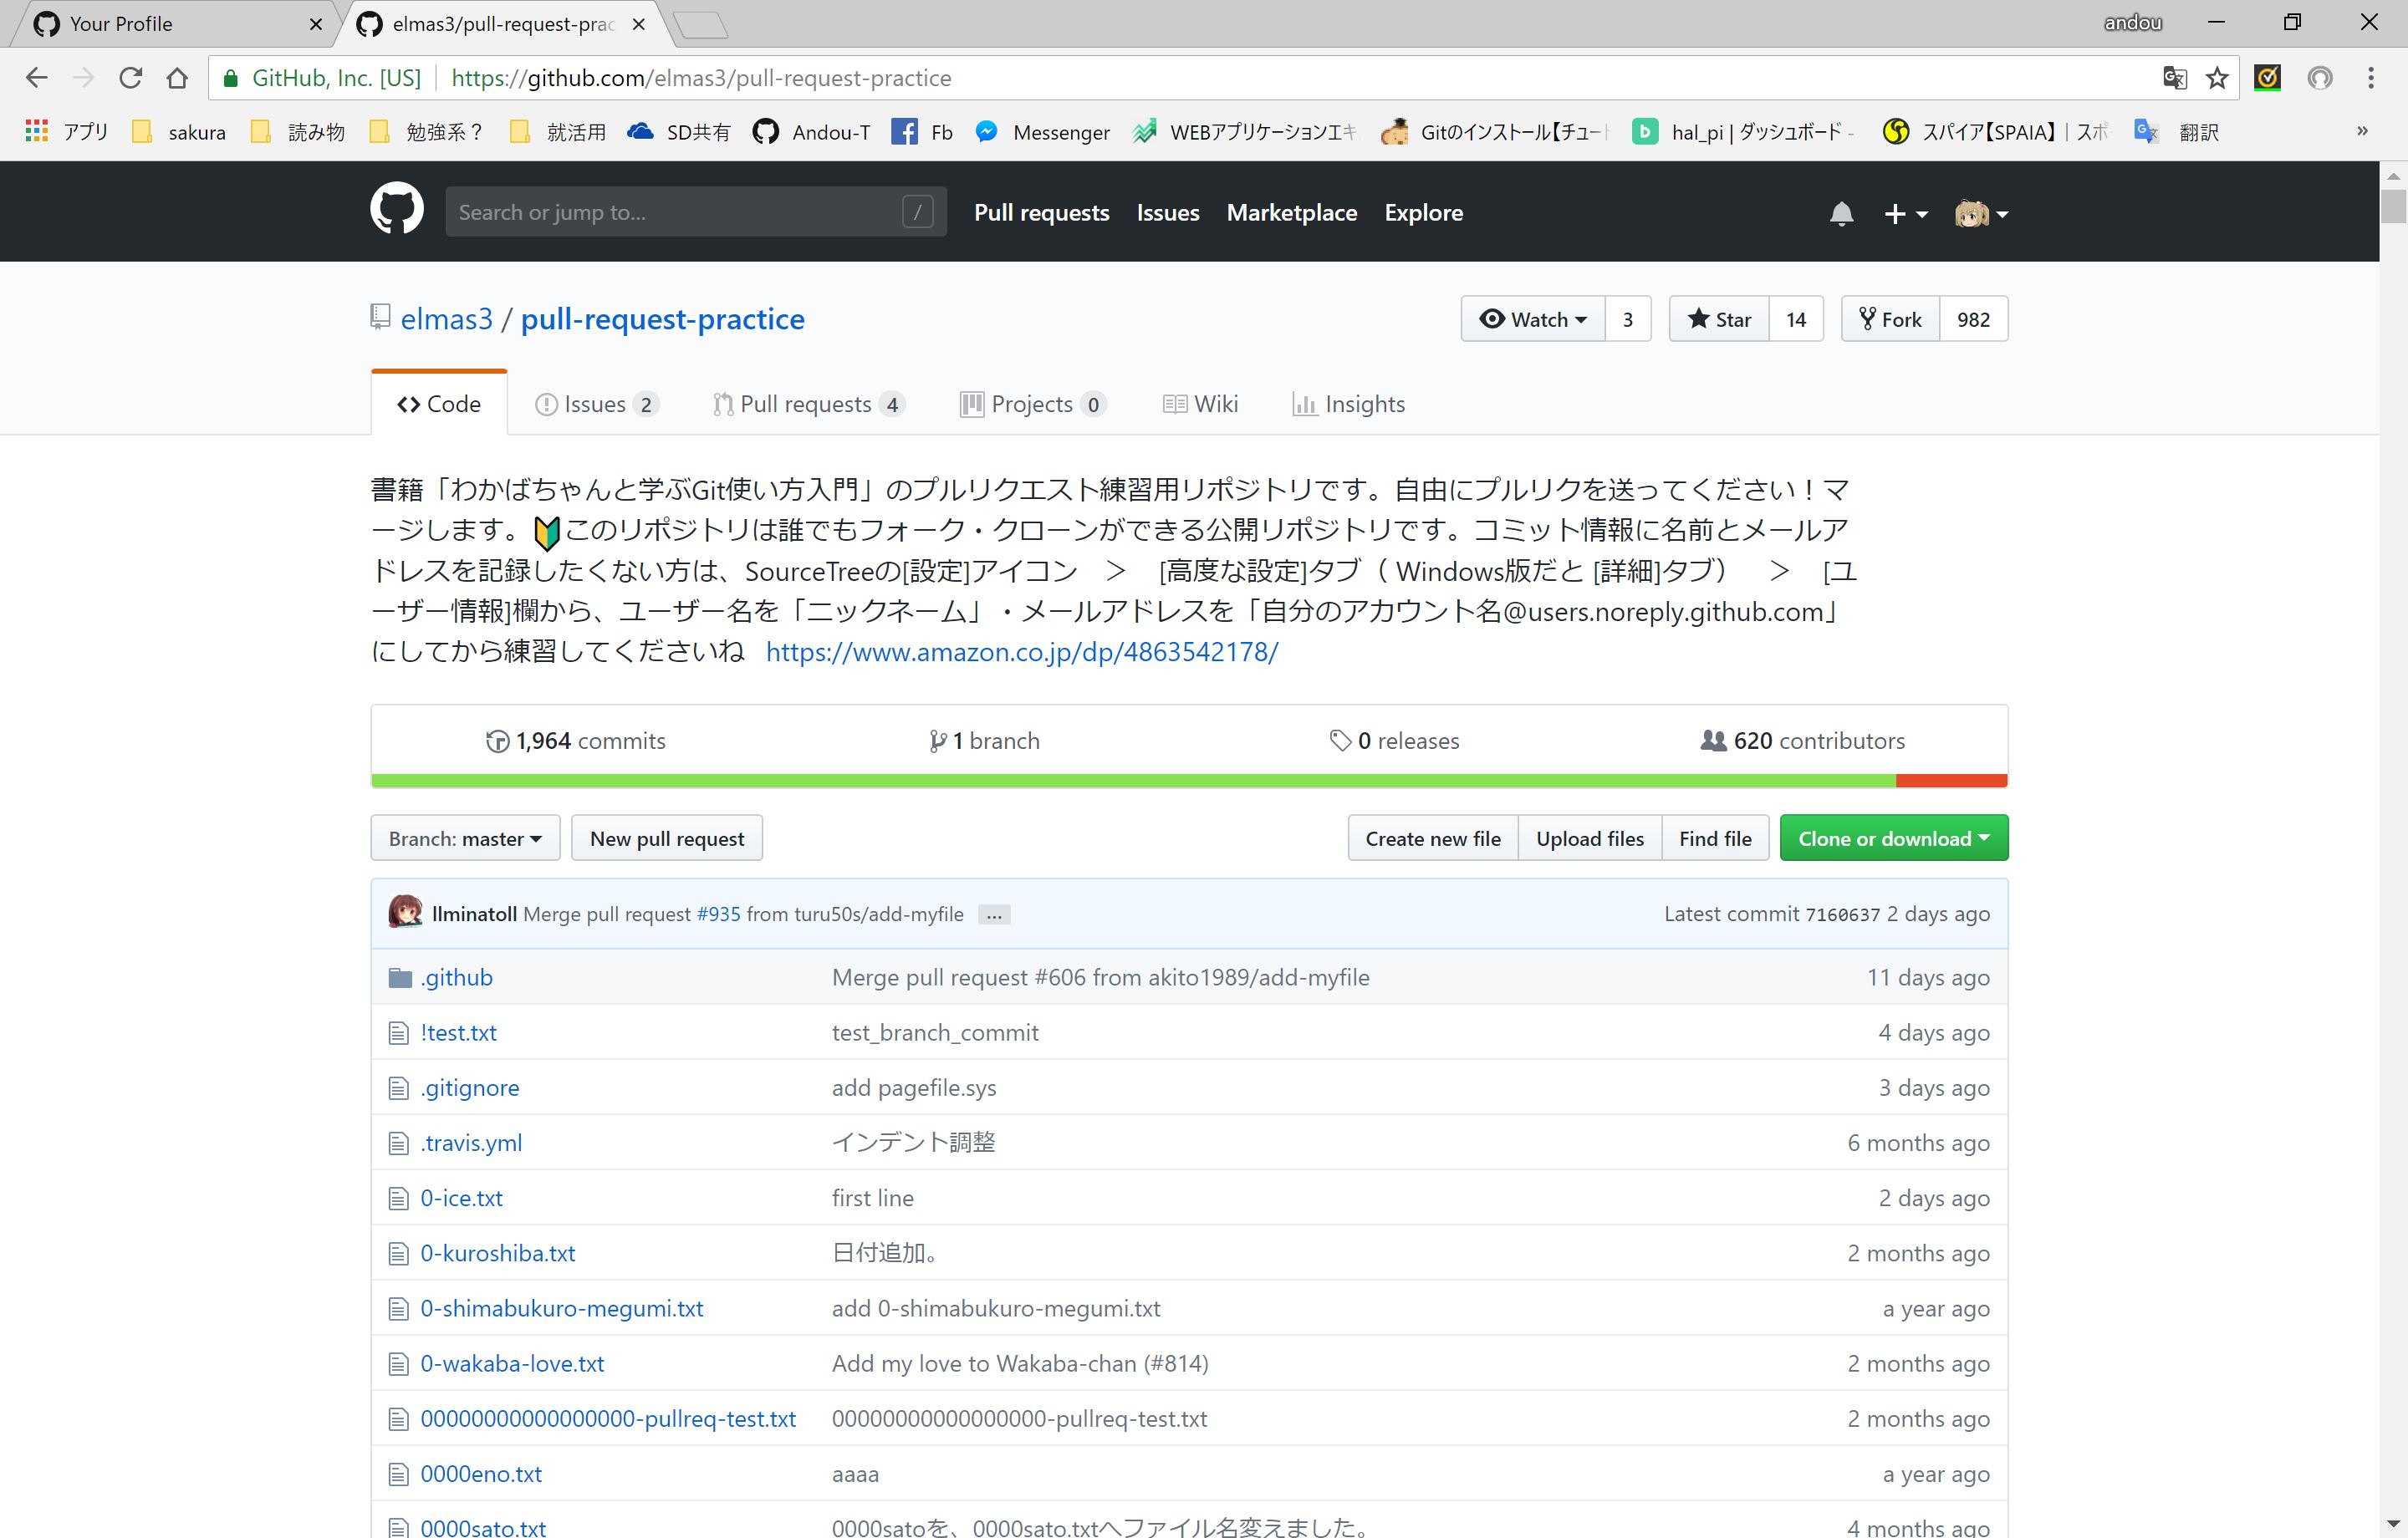 Your Profile
elmas3/pull-request-prac
andou
GitHub, Inc. [US] https://github.com/elmas3/pull-request-practice
アプリ sakura 読み物 勉強系? 就活用 SD共有 Andou-T Fb Messenger WEBアプリケーションエキ Gitのインストール【チュート hal_pi | ダッシュボード - スパイア【SPAIA】 | スポ 翻訳 »
Search or jump to... / Pull requests Issues Marketplace Explore
elmas3 / pull-request-practice
Watch 3 Star 14 Fork 982
Code Issues 2 Pull requests 4 Projects 0 Wiki Insights
書籍「わかばちゃんと学ぶGit使い方入門」のプルリクエスト練習用リポジトリです。自由にプルリクを送ってください!マ
ージします。🔰このリポジトリは誰でもフォーク・クローンができる公開リポジトリです。コミット情報に名前とメールア
ドレスを記録したくない方は、SourceTreeの[設定]アイコン > [高度な設定]タブ( Windows版だと [詳細]タブ) > [ユ
ーザー情報]欄から、ユーザー名を「ニックネーム」・メールアドレスを「自分のアカウント名@users.noreply.github.com」
にしてから練習してくださいね https://www.amazon.co.jp/dp/4863542178/
1,964 commits 1 branch 0 releases 620 contributors
Branch: master New pull request Create new file Upload files Find file Clone or download
llminatoll Merge pull request #935 from turu50s/add-myfile ... Latest commit 7160637 2 days ago
.github Merge pull request #606 from akito1989/add-myfile 11 days ago
!test.txt test_branch_commit 4 days ago
.gitignore add pagefile.sys 3 days ago
.travis.yml インデント調整 6 months ago
0-ice.txt first line 2 days ago
0-kuroshiba.txt 日付追加。 2 months ago
0-shimabukuro-megumi.txt add 0-shimabukuro-megumi.txt a year ago
0-wakaba-love.txt Add my love to Wakaba-chan (#814) 2 months ago
00000000000000000-pullreq-test.txt 00000000000000000-pullreq-test.txt 2 months ago
0000eno.txt aaaa a year ago
0000sato.txt 0000satoを、0000sato.txtへファイル名変えました。 4 months ago